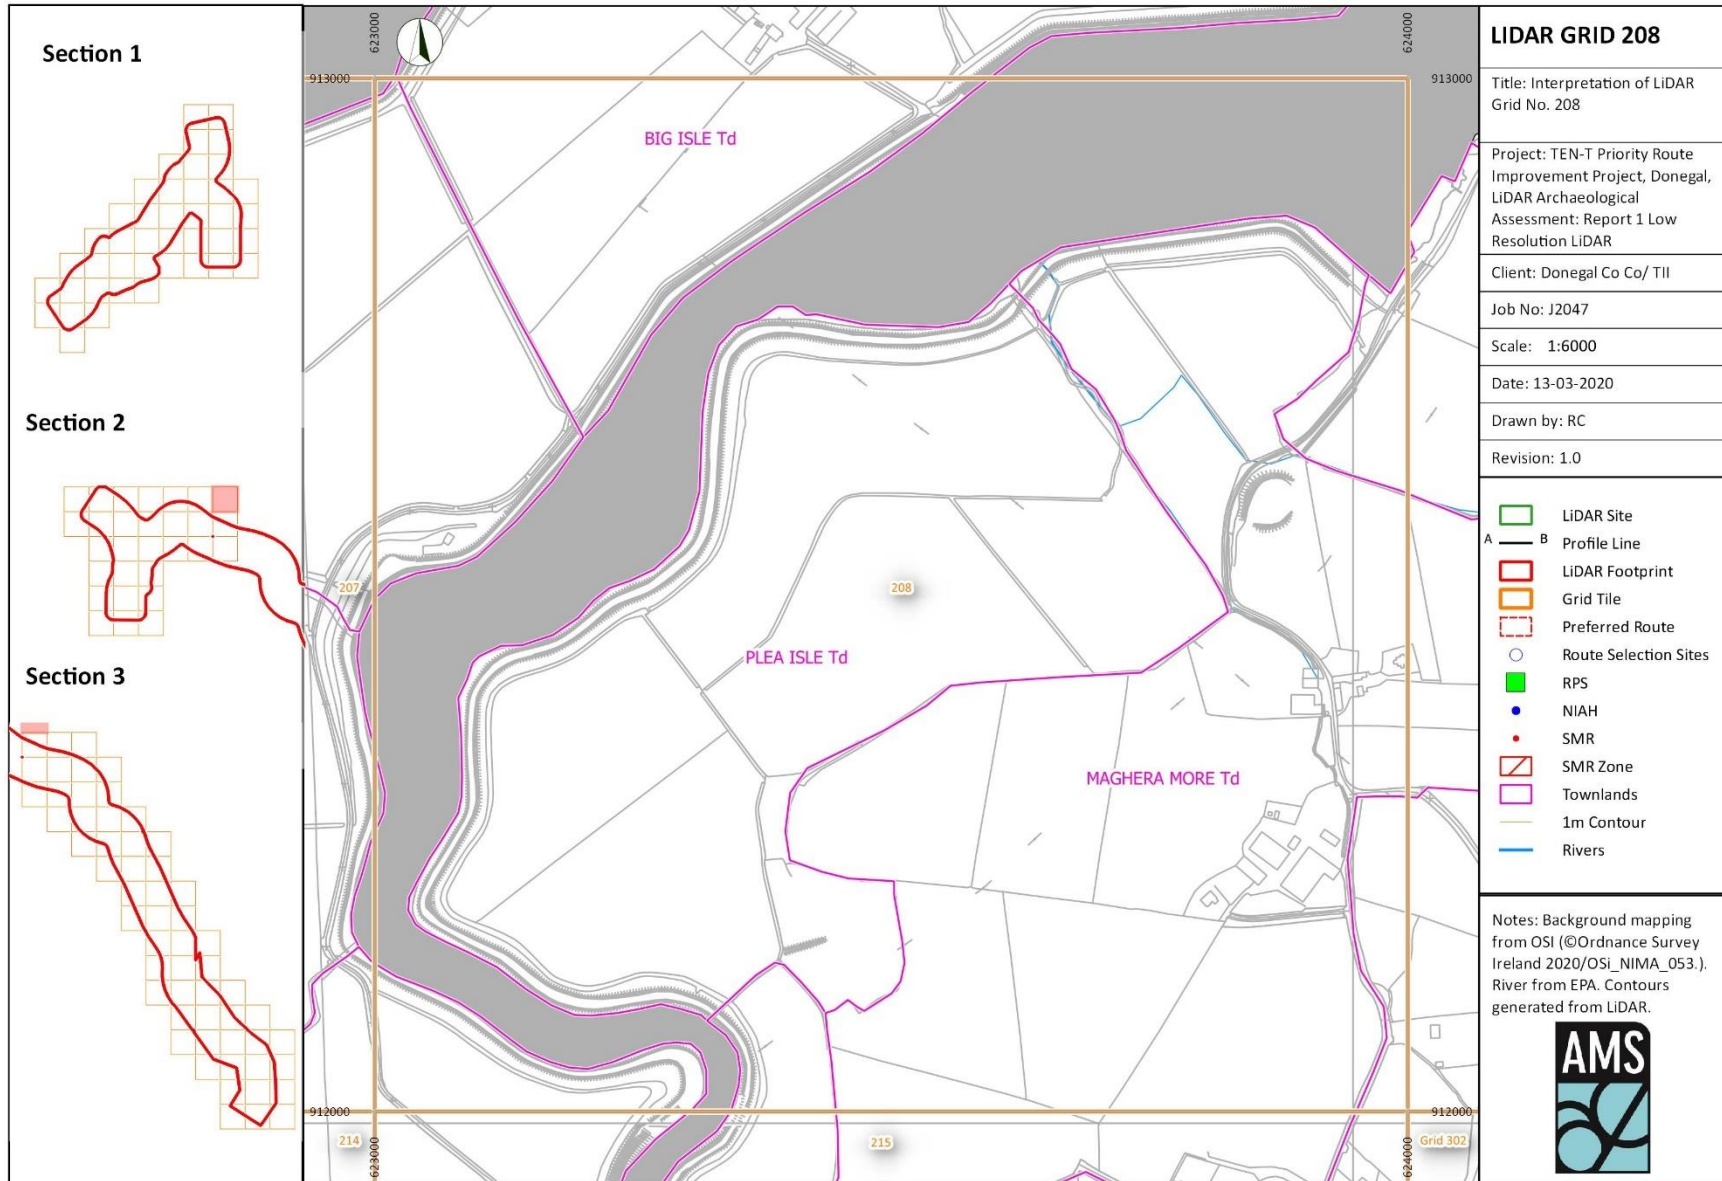 Section 1
Section 2
Section 3
623000
624000
913000
913000
BIG ISLE Td
207
208
PLEA ISLE Td
MAGHERA MORE Td
912000
912000
214
623000
215
624000
Grid 302
LIDAR GRID 208
Title: Interpretation of LiDAR
Grid No. 208
Project: TEN-T Priority Route
Improvement Project, Donegal,
LiDAR Archaeological
Assessment: Report 1 Low
Resolution LiDAR
Client: Donegal Co Co/ TII
Job No: J2047
Scale: 1:6000
Date: 13-03-2020
Drawn by: RC
Revision: 1.0
LiDAR Site
A B Profile Line
LiDAR Footprint
Grid Tile
Preferred Route
Route Selection Sites
RPS
NIAH
SMR
SMR Zone
Townlands
1m Contour
Rivers
Notes: Background mapping
from OSI (©Ordnance Survey
Ireland 2020/OSi_NIMA_053.).
River from EPA. Contours
generated from LiDAR.
AMS